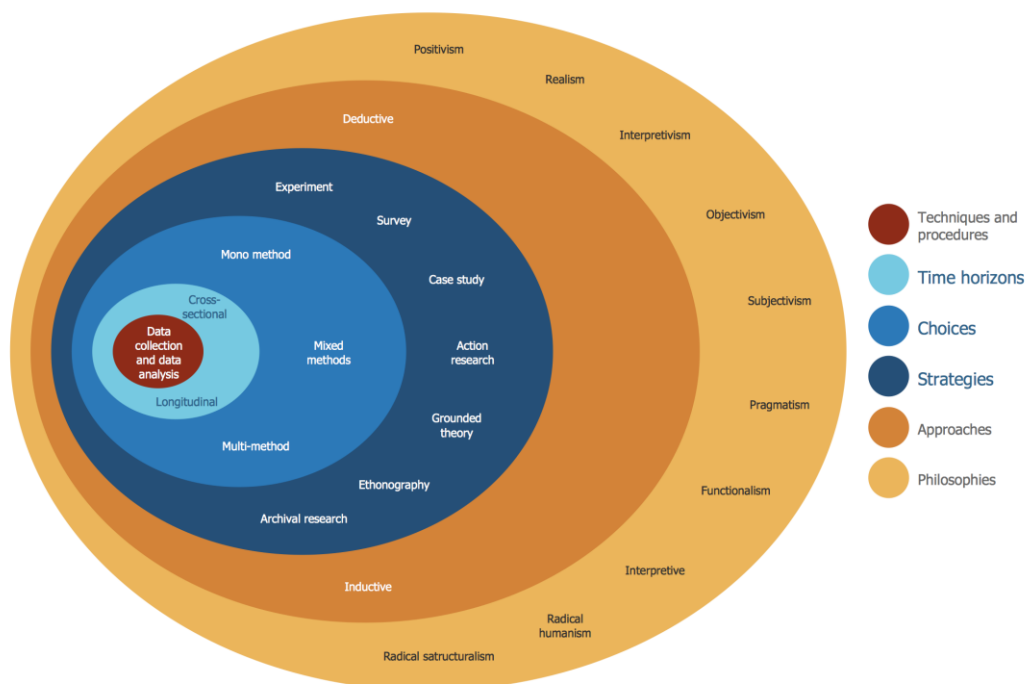 Positivism
Realism
Deductive
Interpretivism
Experiment
Survey
Objectivism
Mono method
Case study
Cross-
sectional
Subjectivism
Data
collection
and data
analysis
Mixed
methods
Action
research
Longitudinal
Pragmatism
Grounded
theory
Multi-method
Ethonography
Functionalism
Archival research
Interpretive
Inductive
Radical
humanism
Radical satructuralism
Techniques and
procedures
Time horizons
Choices
Strategies
Approaches
Philosophies